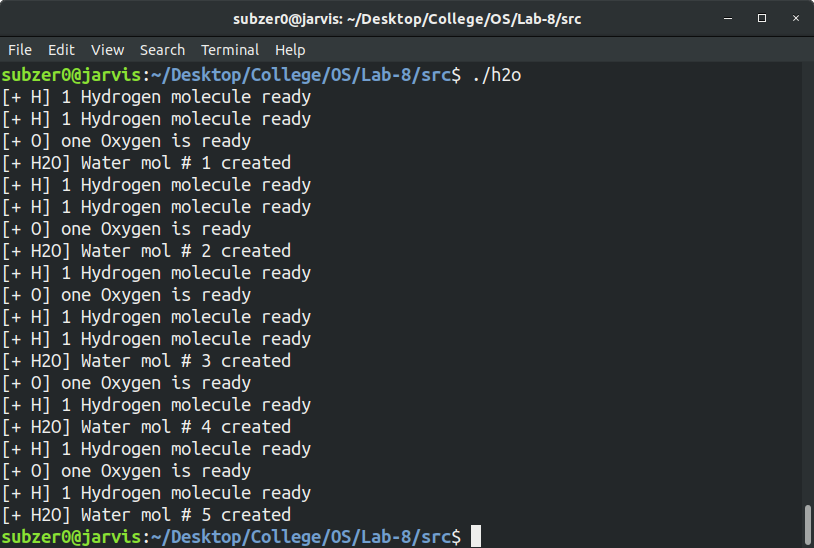 subzer0@jarvis: ~/Desktop/College/OS/Lab-8/src
File Edit View Search Terminal Help
subzer0@jarvis:~/Desktop/College/OS/Lab-8/src$ ./h2o
[+ H] 1 Hydrogen molecule ready
[+ H] 1 Hydrogen molecule ready
[+ O] one Oxygen is ready
[+ H2O] Water mol # 1 created
[+ H] 1 Hydrogen molecule ready
[+ H] 1 Hydrogen molecule ready
[+ O] one Oxygen is ready
[+ H2O] Water mol # 2 created
[+ H] 1 Hydrogen molecule ready
[+ O] one Oxygen is ready
[+ H] 1 Hydrogen molecule ready
[+ H] 1 Hydrogen molecule ready
[+ H2O] Water mol # 3 created
[+ O] one Oxygen is ready
[+ H] 1 Hydrogen molecule ready
[+ H2O] Water mol # 4 created
[+ H] 1 Hydrogen molecule ready
[+ O] one Oxygen is ready
[+ H] 1 Hydrogen molecule ready
[+ H2O] Water mol # 5 created
subzer0@jarvis:~/Desktop/College/OS/Lab-8/src$